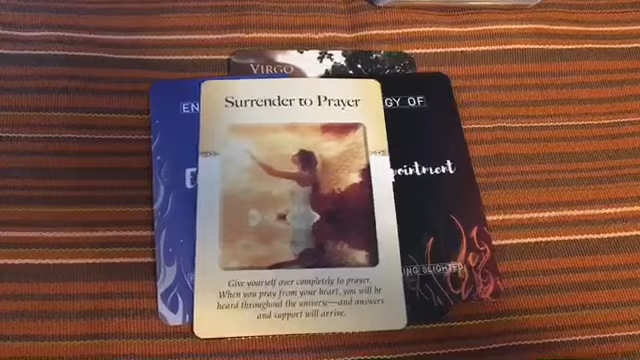 VIRGO
Surrender to Prayer
EN
GY OF
E
pointment
Give yourself over completely to prayer.
When you pray from your heart, you will be
heard throughout the universe—and answers
and support will arrive.
ING SLIGHTED